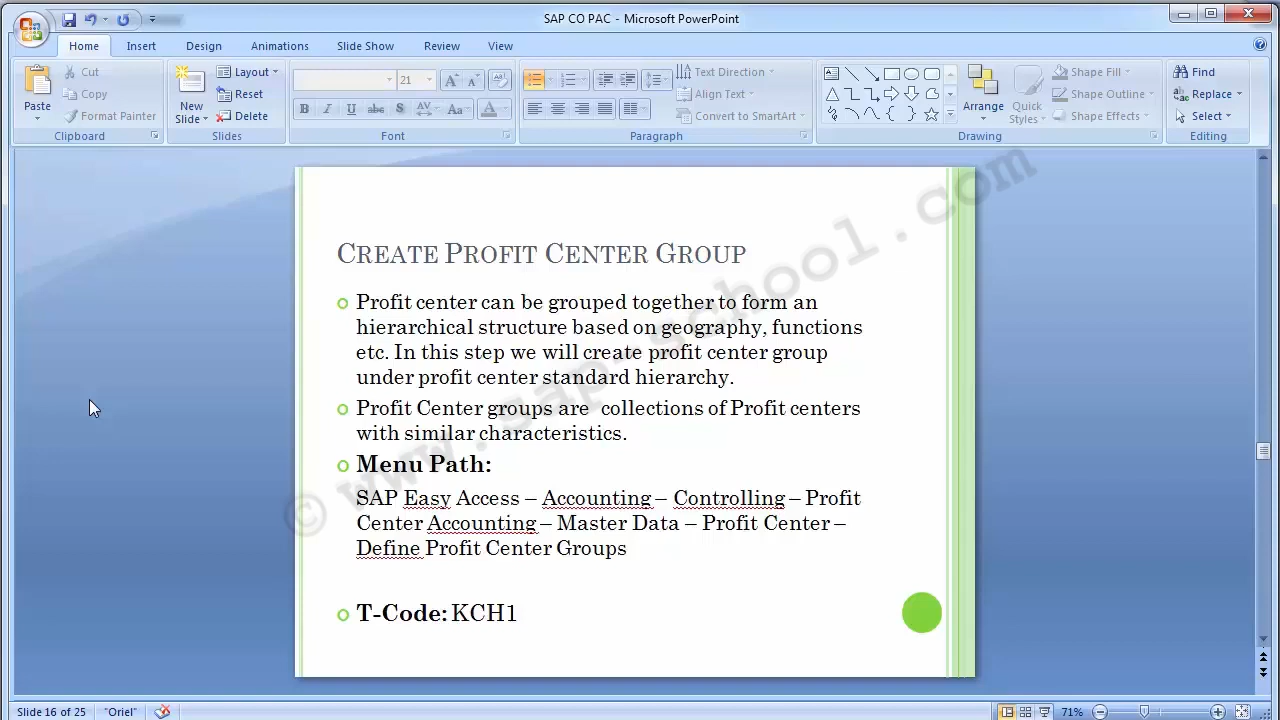 SAP CO PAC - Microsoft PowerPoint
Home Insert Design Animations Slide Show Review View
Paste
Cut
Copy
Format Painter
Clipboard
New Slide
Layout
Reset
Delete
Slides
21
Font
Text Direction
Align Text
Convert to SmartArt
Paragraph
Arrange
Quick Styles
Shape Fill
Shape Outline
Shape Effects
Drawing
Find
Replace
Select
Editing
CREATE PROFIT CENTER GROUP
Profit center can be grouped together to form an
hierarchical structure based on geography, functions
etc. In this step we will create profit center group
under profit center standard hierarchy.
Profit Center groups are collections of Profit centers
with similar characteristics.
Menu Path:
SAP Easy Access – Accounting – Controlling – Profit
Center Accounting – Master Data – Profit Center –
Define Profit Center Groups
T-Code: KCH1
© www.sap-school.com
Slide 16 of 25 "Oriel" 71%